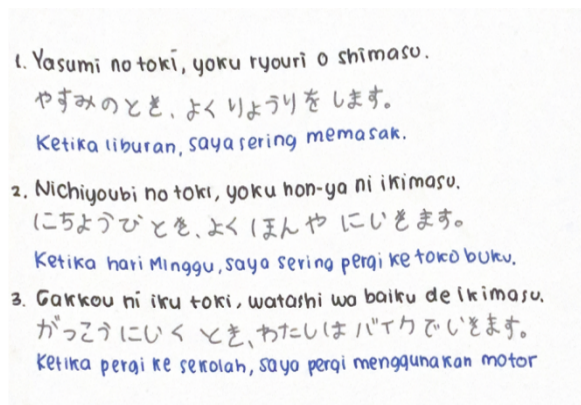 1. Yasumi no toki, yoku ryouri o shimasu.
やすみのとき、よくりょうりをします。
Ketika liburan, saya sering memasak.
2. Nichiyoubi no toki, yoku hon-ya ni ikimasu.
にちようびとき、よくほんやにいきます。
Ketika hari Minggu, saya sering pergi ke toko buku.
3. Gakkou ni iku toki, watashi wa baiku de ikimasu.
がっこうにいくとき、わたしはバイクでいきます。
Ketika pergi ke sekolah, saya pergi menggunakan motor